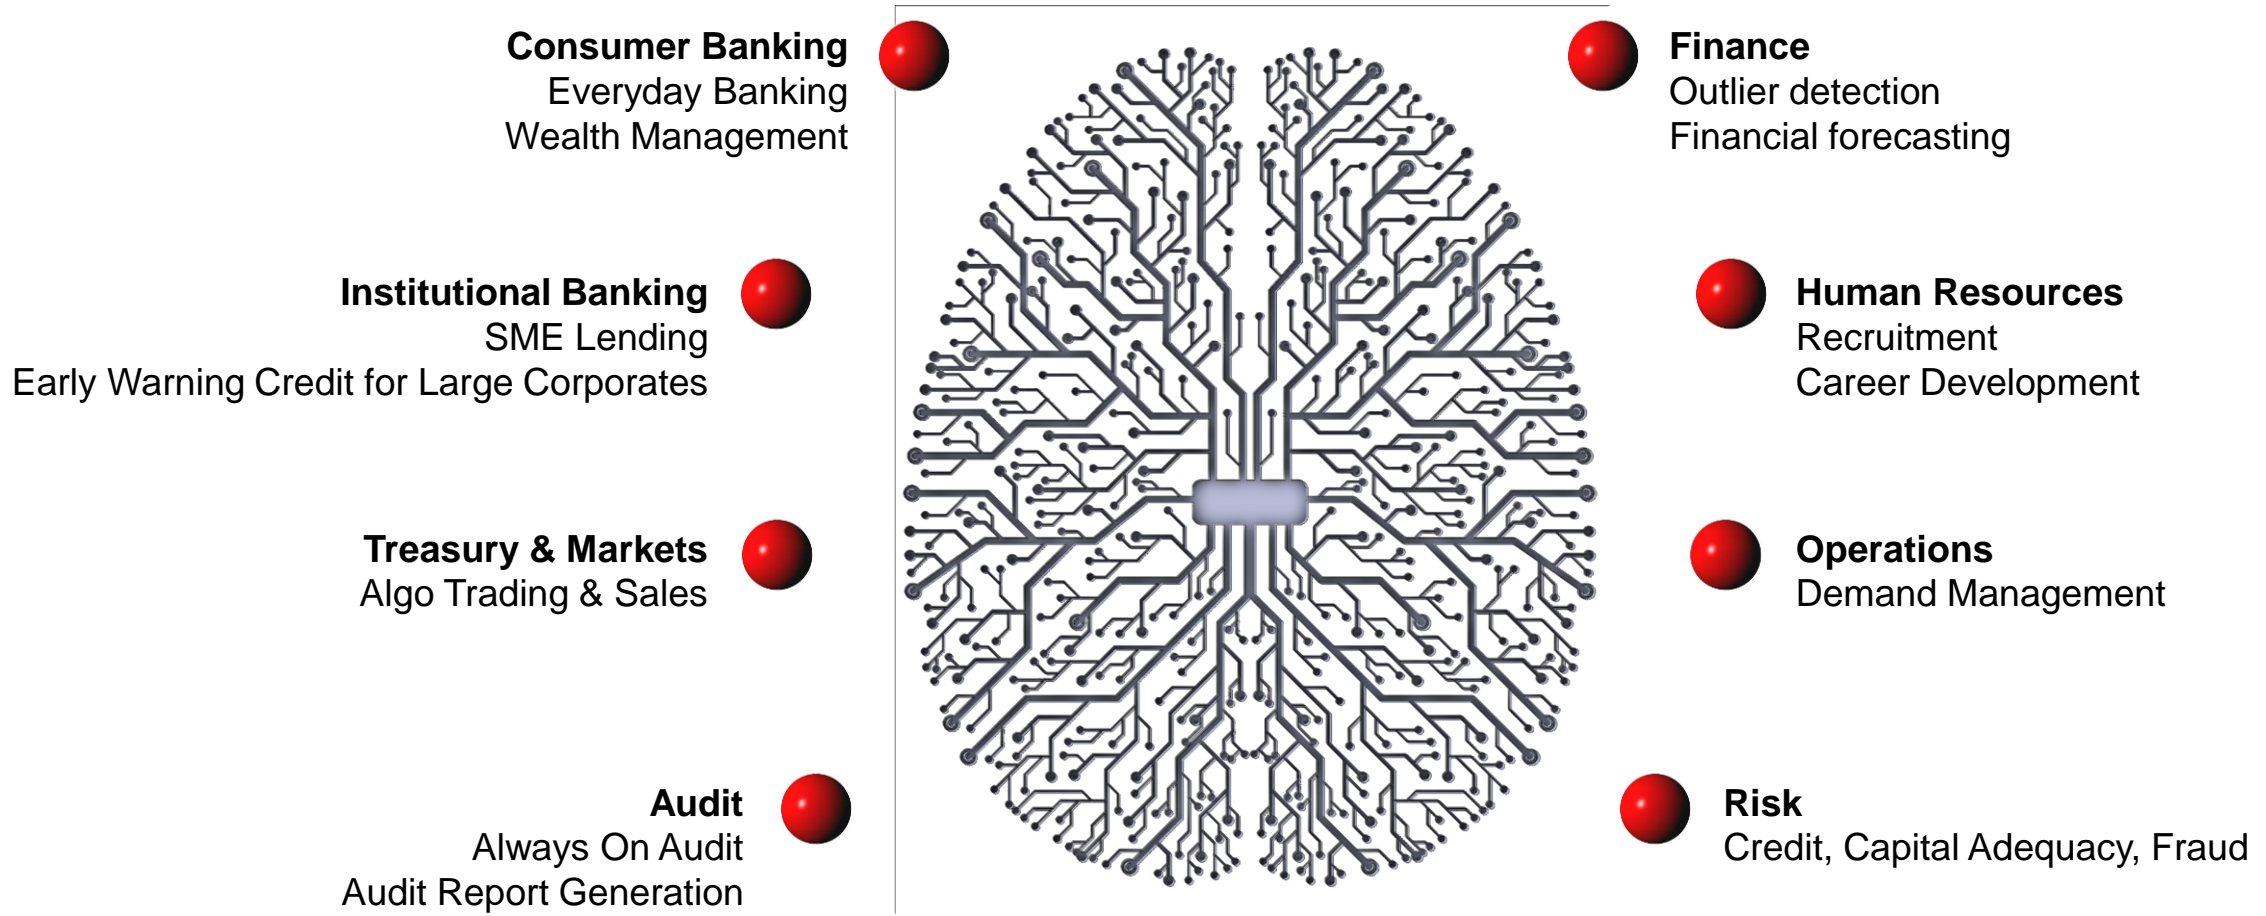 Consumer Banking
Everyday Banking
Wealth Management
Institutional Banking
SME Lending
Early Warning Credit for Large Corporates
Treasury & Markets
Algo Trading & Sales
Audit
Always On Audit
Audit Report Generation
Finance
Outlier detection
Financial forecasting
Human Resources
Recruitment
Career Development
Operations
Demand Management
Risk
Credit, Capital Adequacy, Fraud